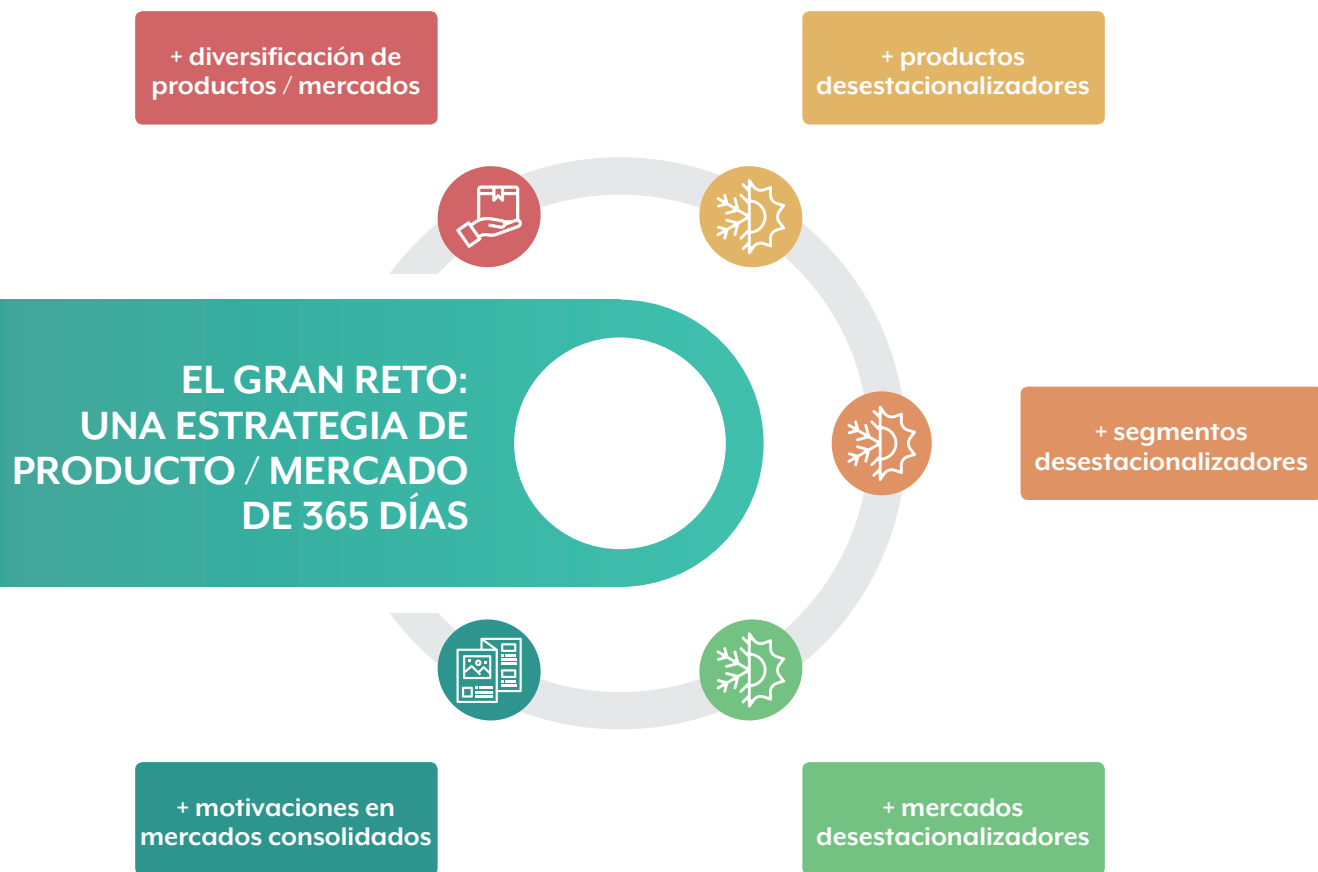 + diversificación de
productos / mercados
+ productos
desestacionalizadores
EL GRAN RETO:
UNA ESTRATEGIA DE
PRODUCTO / MERCADO
DE 365 DÍAS
+ segmentos
desestacionalizadores
+ motivaciones en
mercados consolidados
+ mercados
desestacionalizadores